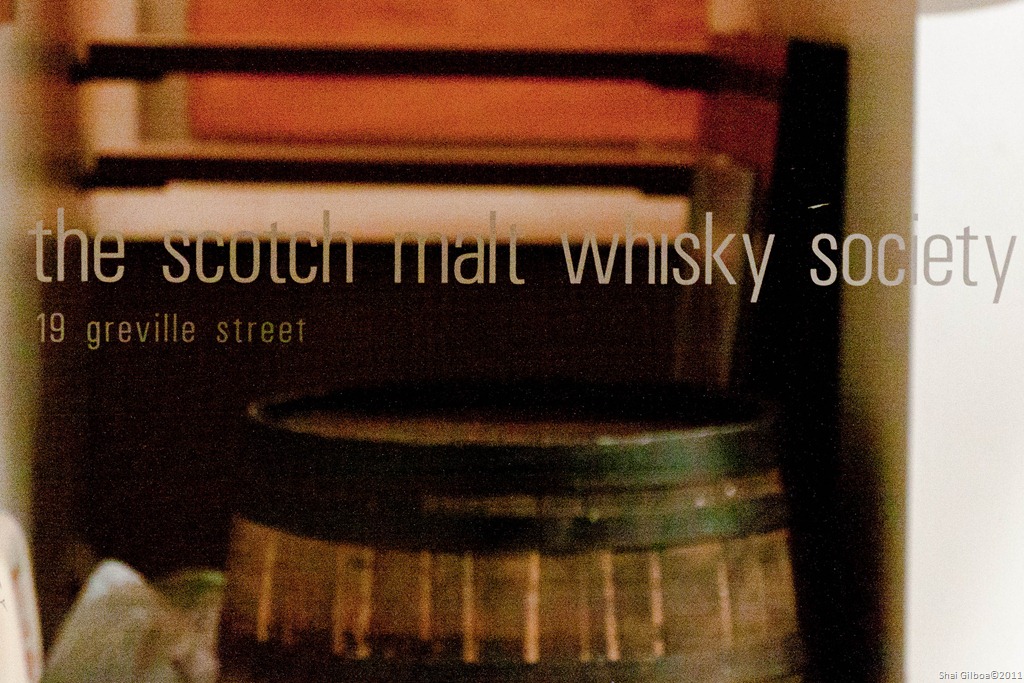 the scotch malt whisky society
19 greville street
Shai Gilboa©2011